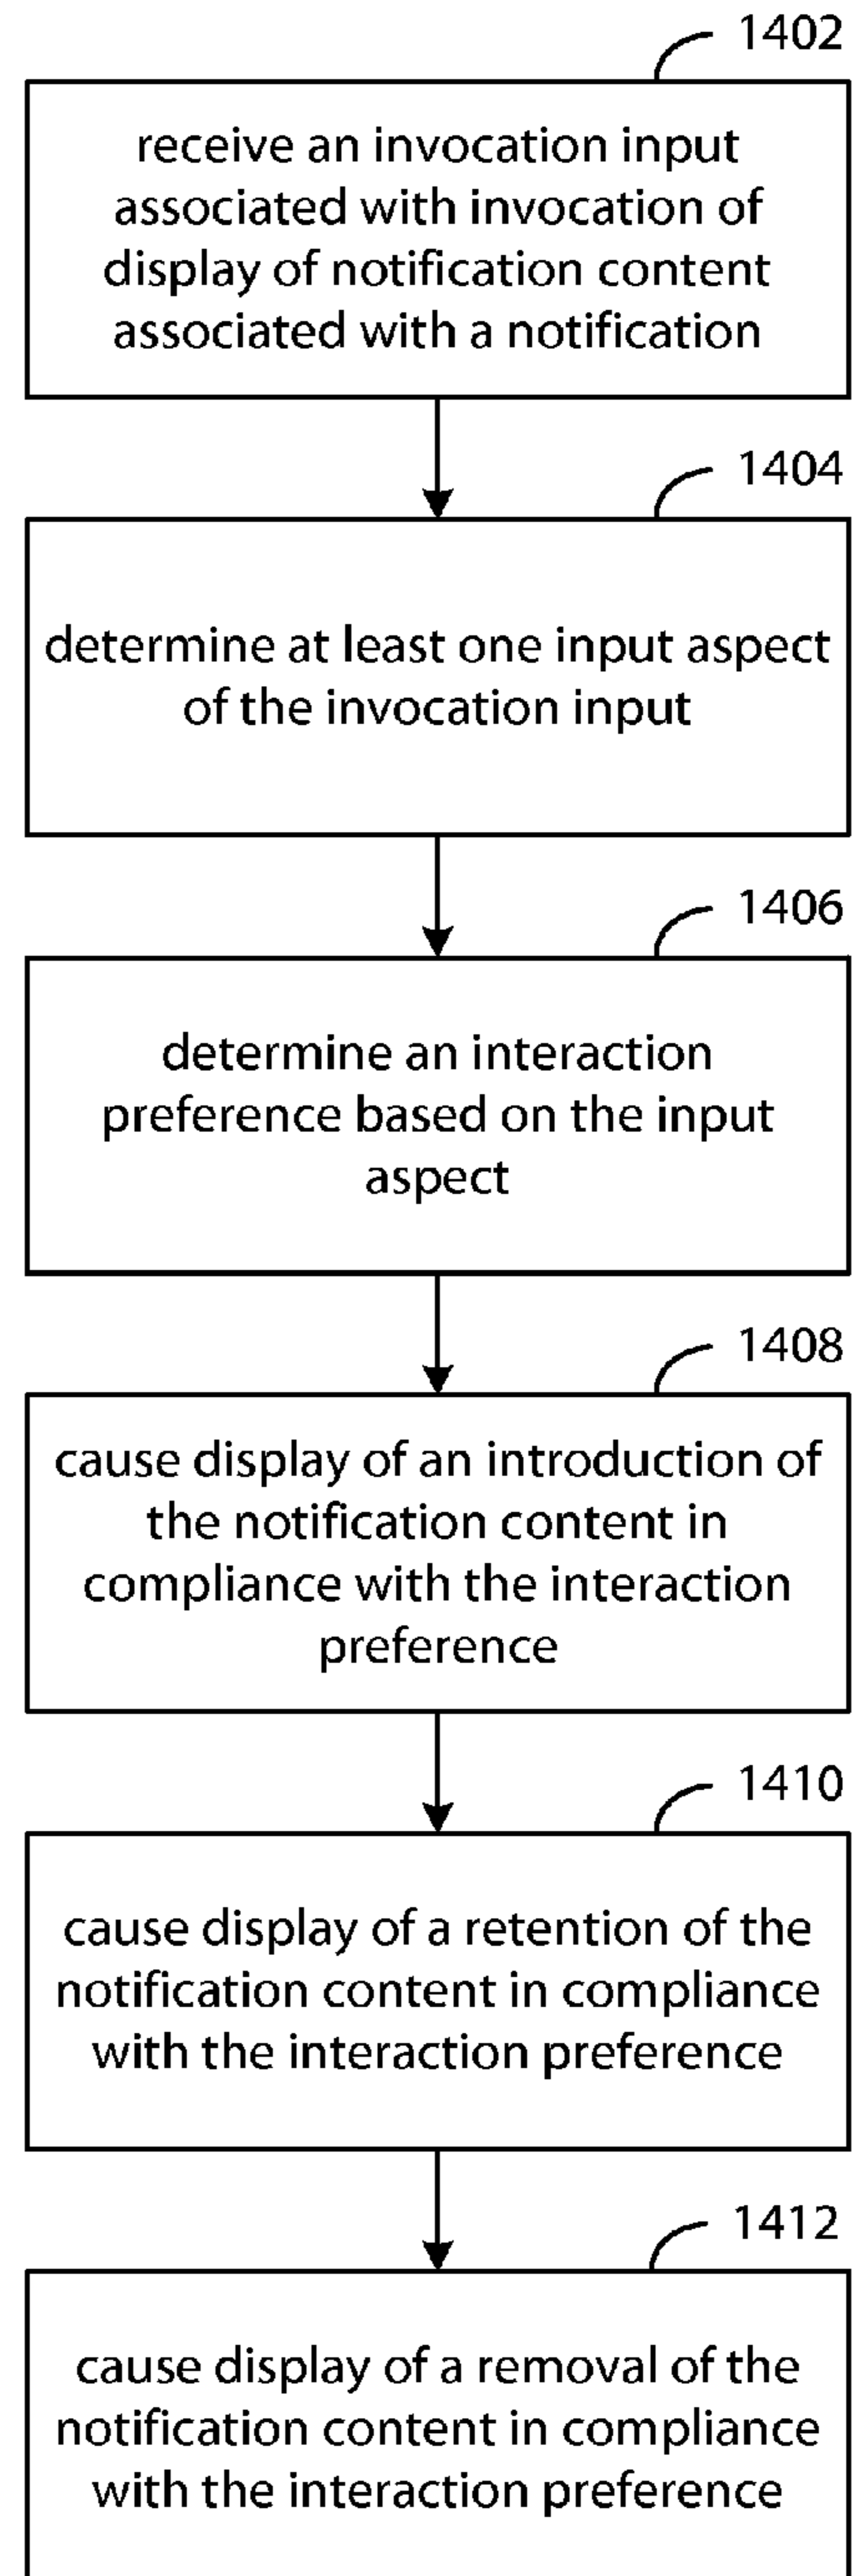 1402
receive an invocation input
associated with invocation of
display of notification content
associated with a notification
1404
determine at least one input aspect
of the invocation input
1406
determine an interaction
preference based on the input
aspect
1408
cause display of an introduction of
the notification content in
compliance with the interaction
preference
1410
cause display of a retention of the
notification content in compliance
with the interaction preference
1412
cause display of a removal of the
notification content in compliance
with the interaction preference